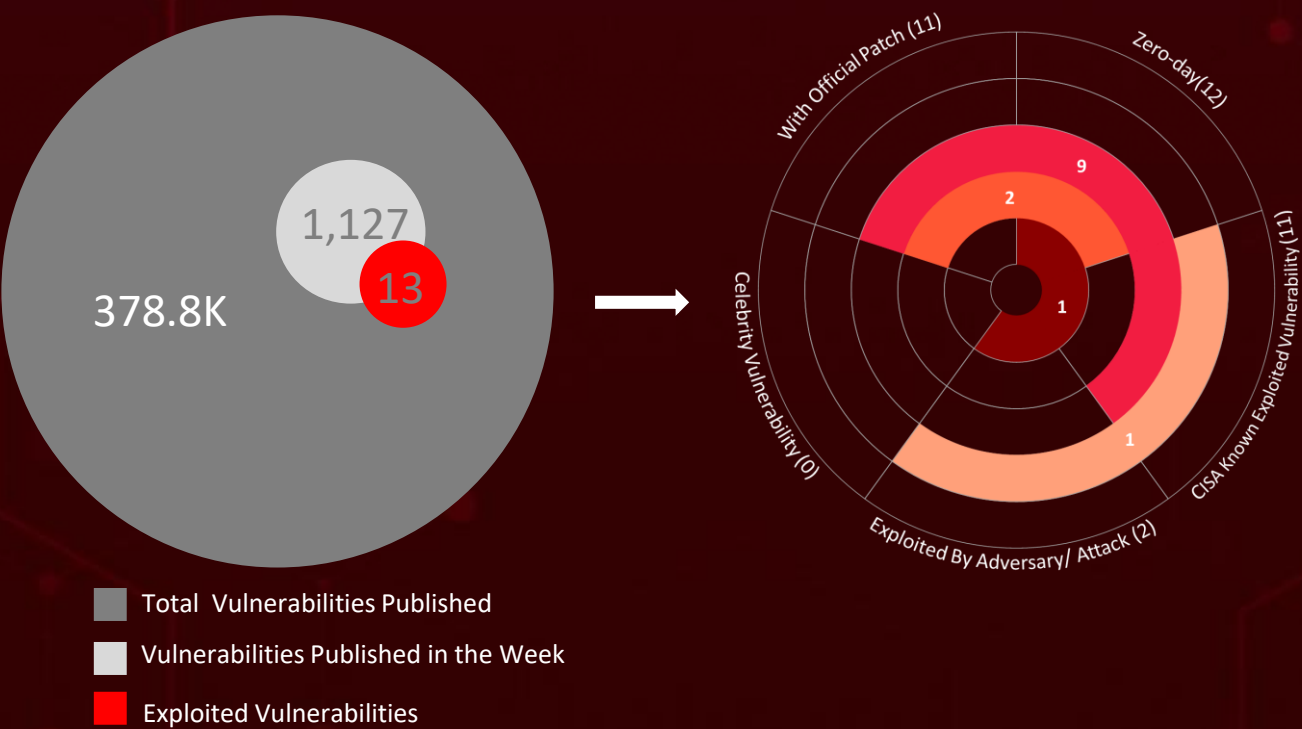 378.8K
1,127
13
Total Vulnerabilities Published
Vulnerabilities Published in the Week
Exploited Vulnerabilities
With Official Patch (11)
Zero-day(12)
CISA Known Exploited Vulnerability(11)
Exploited By Adversary/ Attack (2)
Celebrity Vulnerability (0)
9
2
1
1